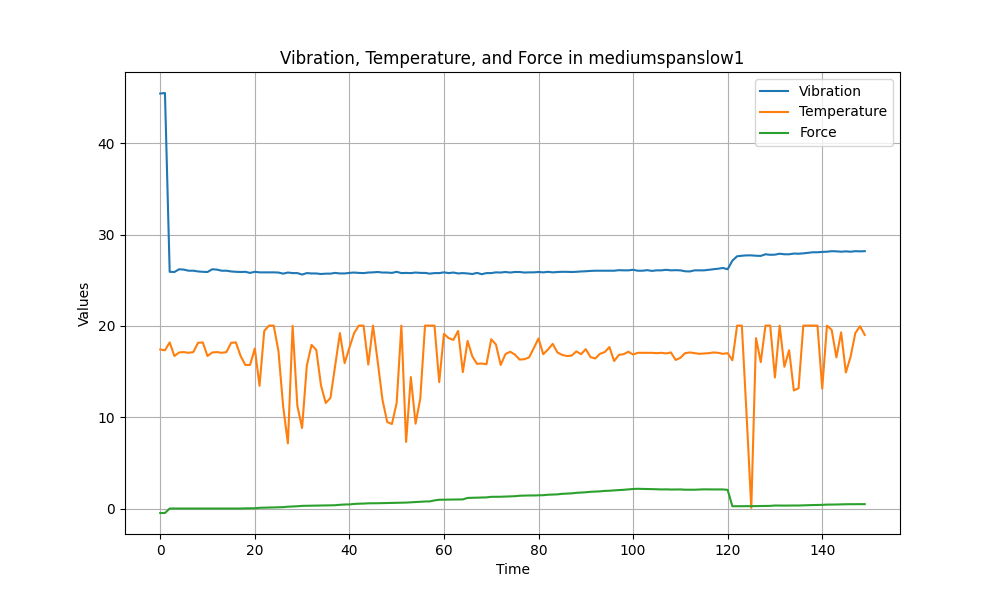 Vibration, Temperature, and Force in mediumspanslow1
Vibration
Temperature
Force
Values
40
30
20
10
0
0 20 40 60 80 100 120 140
Time